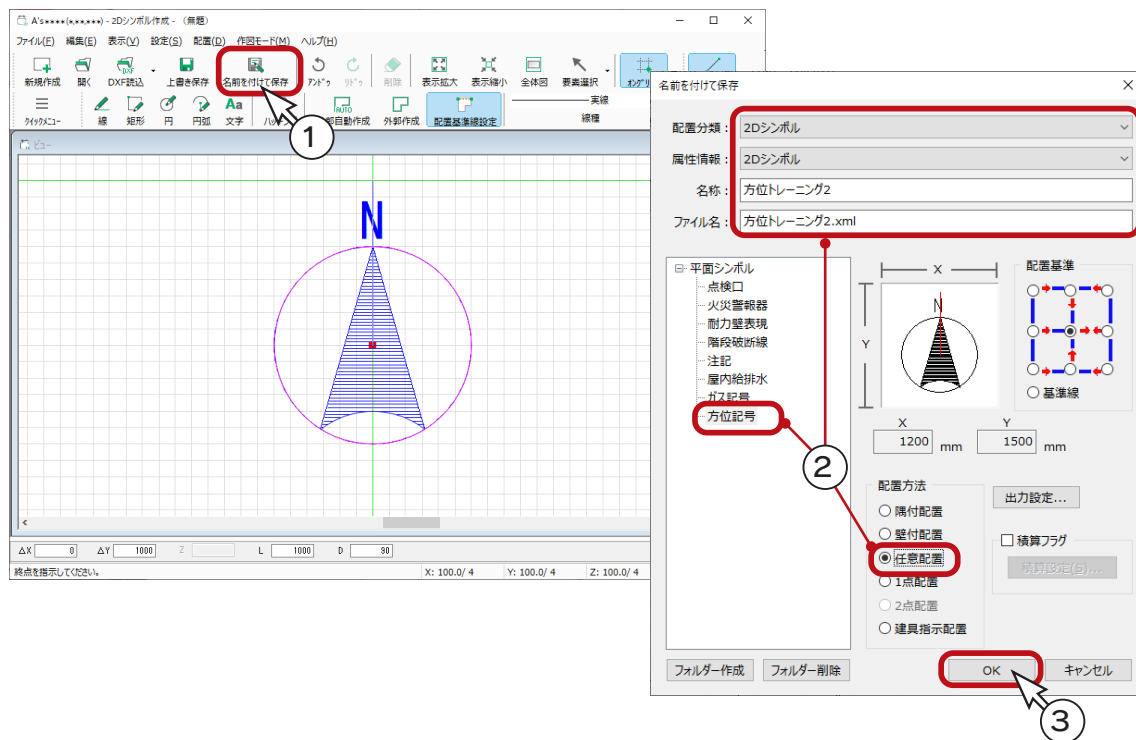 A's****(*,**,***) - 2Dシンボル作成 - （無題）
ファイル(F) 編集(E) 表示(V) 設定(S) 配置(D) 作図モード(M) ヘルプ(H)
新規作成 開く DXF読込 上書き保存 名前を付けて保存 ｱﾝﾄﾞｩ ﾘﾄﾞｩ 削除 表示拡大 表示縮小 全体図 要素選択
DXF
ｸｲｯｸﾒﾆｭｰ 線 矩形 円 円弧 文字 外郭作成 配置基準線設定 線種
Aa
AUTO
部自動作成
実線
①
ビュー
N
△X 0 △Y 1000 Z L 1000 D 90
終点を指示してください。 X: 100.0/ 4 Y: 100.0/ 4 Z: 100.0/ 4
名前を付けて保存
配置分類： 2Dシンボル
属性情報： 2Dシンボル
名称： 方位トレーニング2
ファイル名： 方位トレーニング2.xml
平面シンボル
点検口
火災警報器
耐力壁表現
階段破断線
注記
屋内給排水
ガス記号
方位記号
②
X
Y
N
配置基準
基準線
X Y
1200 mm 1500 mm
配置方法
隅付配置
壁付配置
任意配置
1点配置
2点配置
建具指示配置
出力設定...
積算フラグ
積算設定(S)...
フォルダー作成 フォルダー削除 OK キャンセル
③